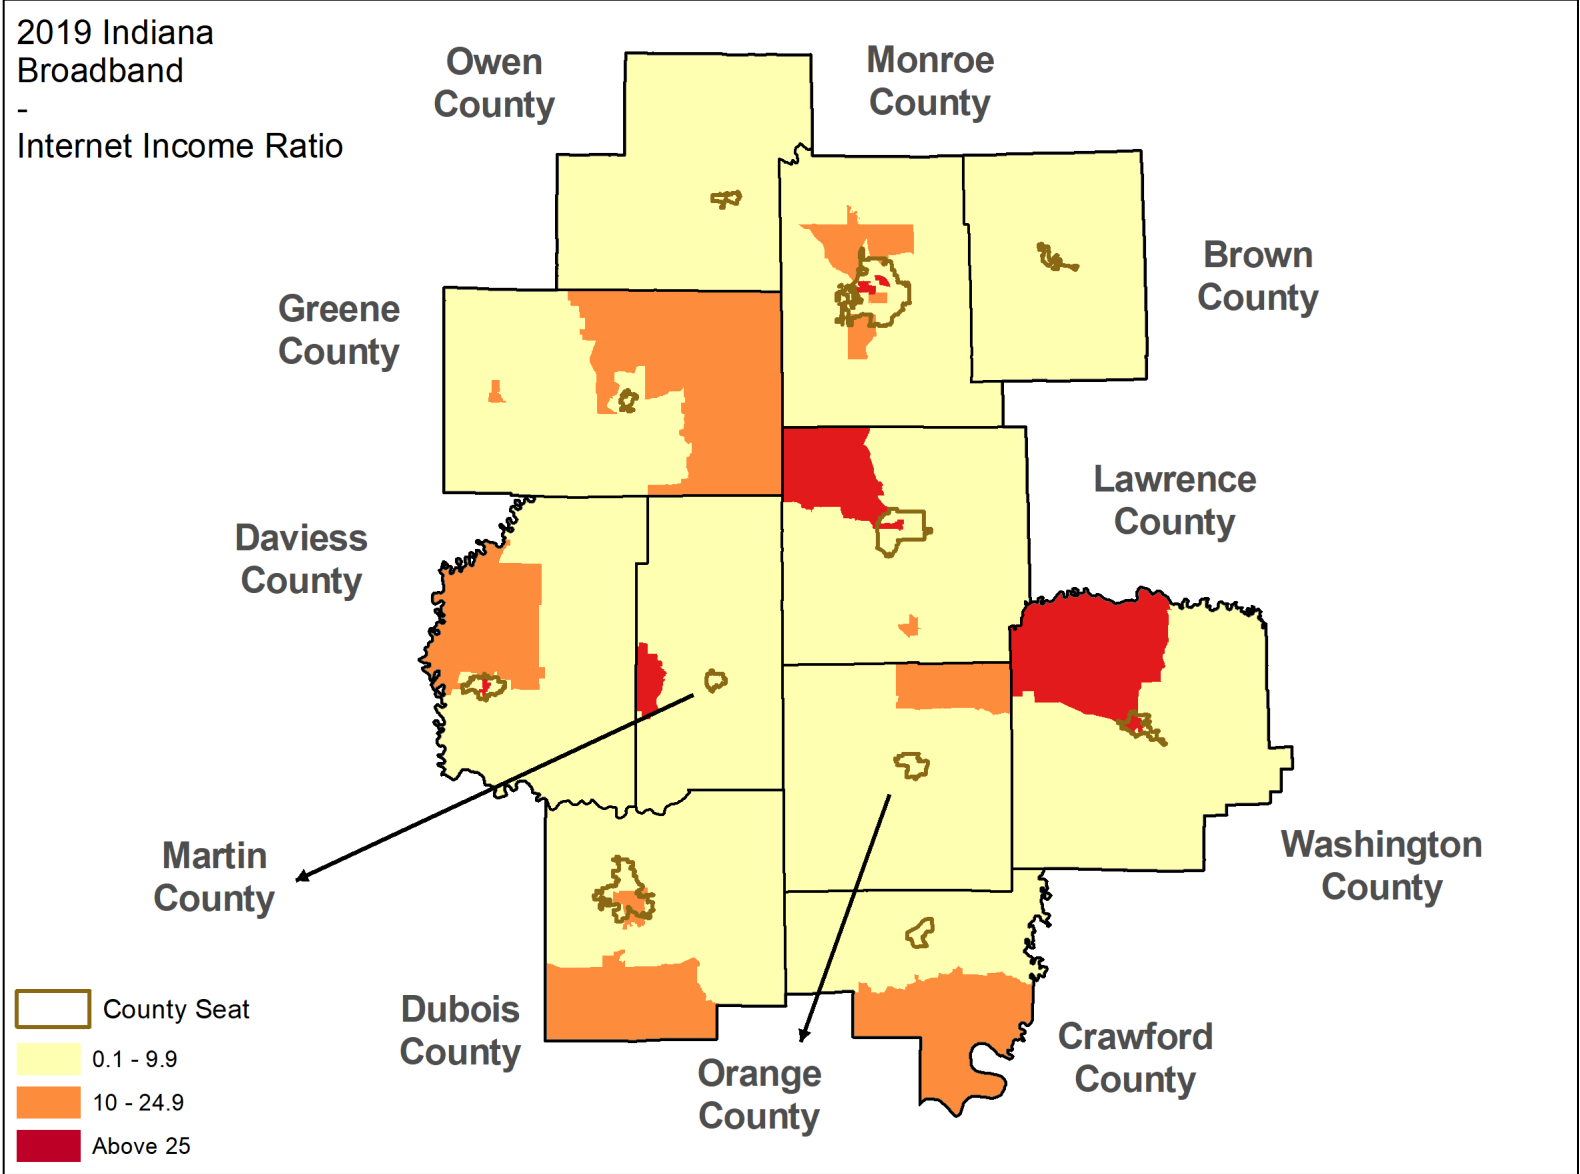 2019 Indiana
Broadband
-
Internet Income Ratio
Owen
County
Monroe
County
Brown
County
Greene
County
Lawrence
County
Daviess
County
Martin
County
Washington
County
Dubois
County
Orange
County
Crawford
County
County Seat
0.1 - 9.9
10 - 24.9
Above 25